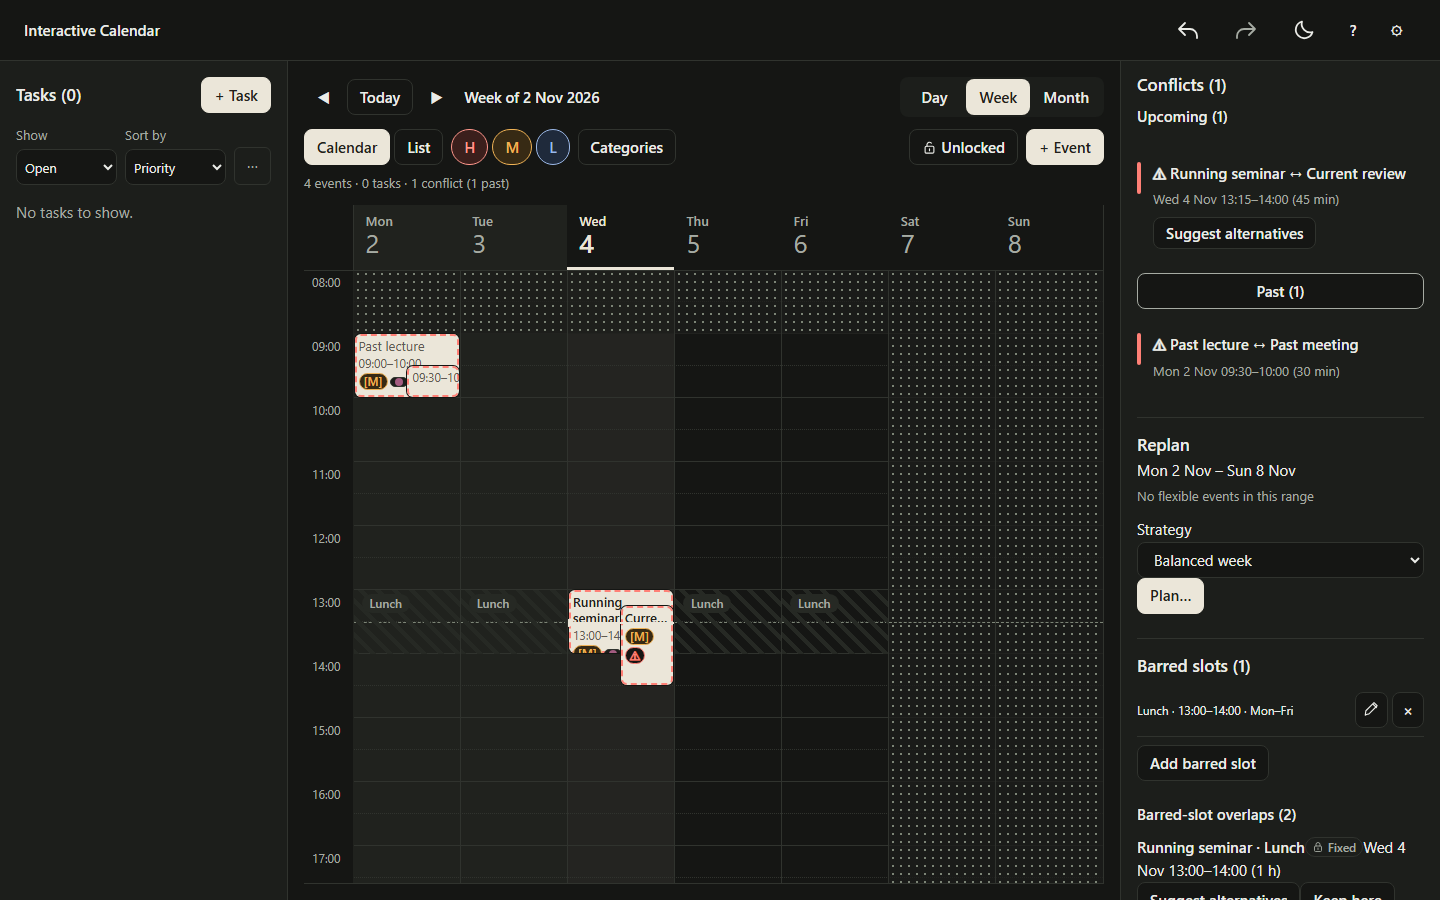 Interactive Calendar
?
Tasks (0)
+ Task
Show
Sort by
Open
Priority
...
No tasks to show.
Today
Week of 2 Nov 2026
Day
Week
Month
Calendar
List
H
M
L
Categories
Unlocked
+ Event
4 events · 0 tasks · 1 conflict (1 past)
Mon
2
Tue
3
Wed
4
Thu
5
Fri
6
Sat
7
Sun
8
08:00
09:00
10:00
11:00
12:00
13:00
14:00
15:00
16:00
17:00
Past lecture
09:00–10:00
[M]
09:30–10
Lunch
Lunch
Running
seminar
13:00–14
[M]
Curre...
[M]
Lunch
Lunch
Conflicts (1)
Upcoming (1)
Running seminar ↔ Current review
Wed 4 Nov 13:15–14:00 (45 min)
Suggest alternatives
Past (1)
Past lecture ↔ Past meeting
Mon 2 Nov 09:30–10:00 (30 min)
Replan
Mon 2 Nov – Sun 8 Nov
No flexible events in this range
Strategy
Balanced week
Plan...
Barred slots (1)
Lunch · 13:00–14:00 · Mon–Fri
×
Add barred slot
Barred-slot overlaps (2)
Running seminar · Lunch Fixed Wed 4
Nov 13:00–14:00 (1 h)
Suggest alternatives Keep here